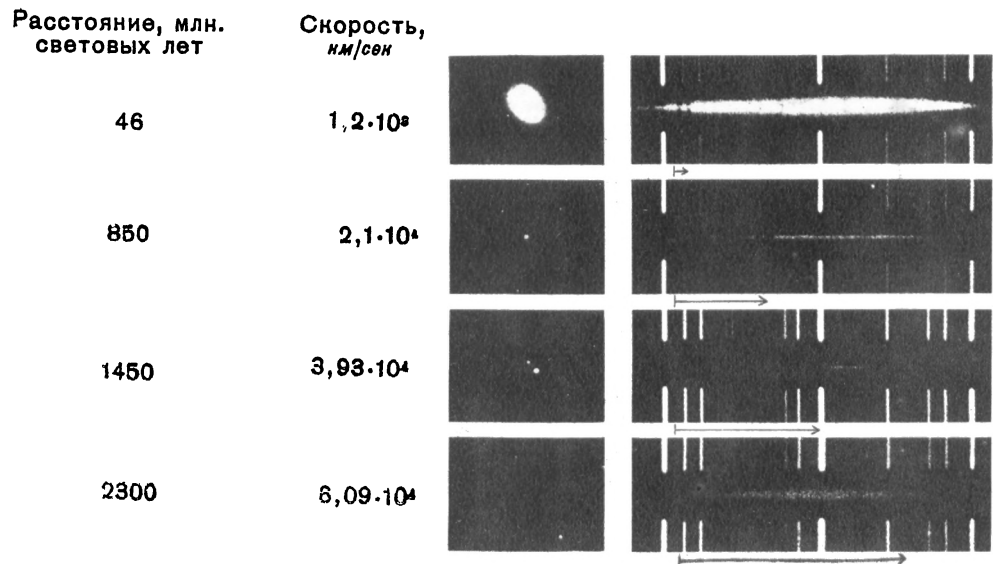 Расстояние, млн.
световых лет
Скорость,
км/сек
46 1,2·10³
850 2,1·10⁴
1450 3,93·10⁴
2300 6,09·10⁴